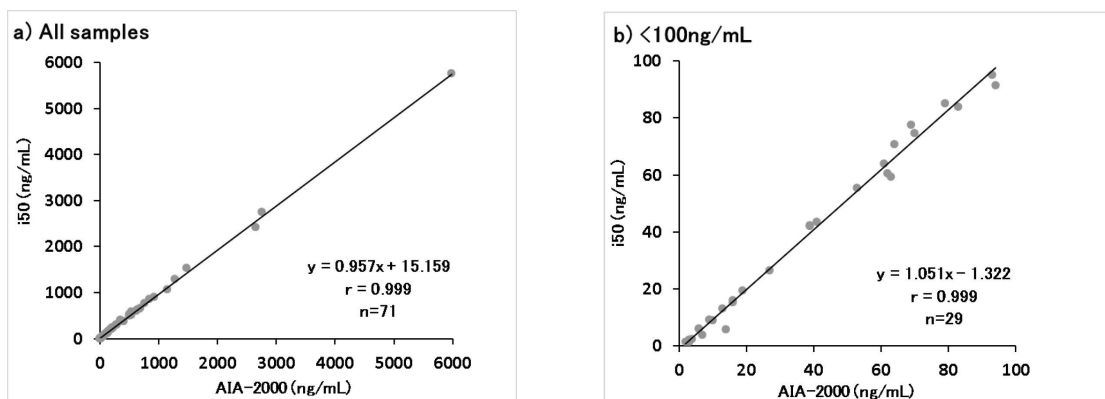 a) All samples
6000
5000
4000
3000
2000
1000
0
i50 (ng/mL)
y = 0.957x + 15.159
r = 0.999
n=71
0 1000 2000 3000 4000 5000 6000
AIA-2000 (ng/mL)
b) <100ng/mL
100
80
60
40
20
0
i50 (ng/mL)
y = 1.051x - 1.322
r = 0.999
n=29
0 20 40 60 80 100
AIA-2000 (ng/mL)